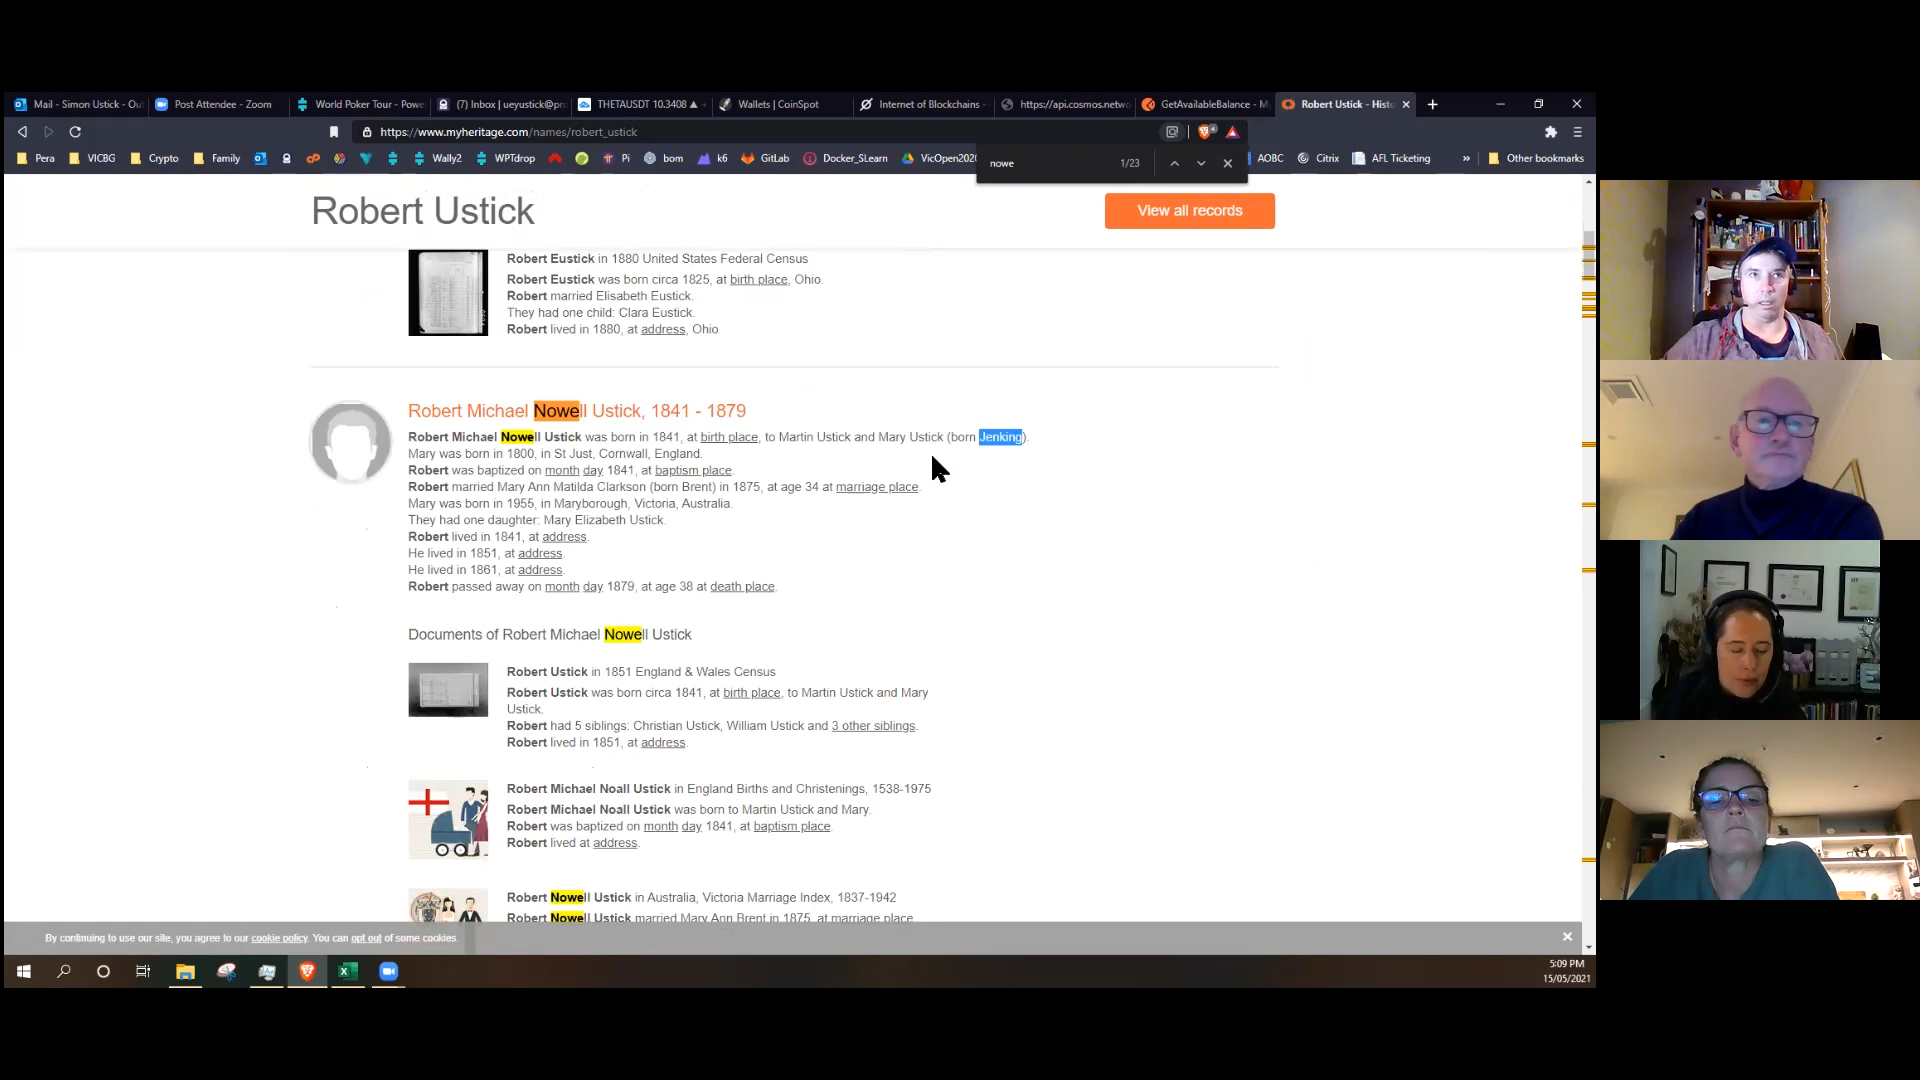 Mail - Simon Ustick - Ou
Post Attendee - Zoom
World Poker Tour - Powe
(7) Inbox | ueyustick@pro
THETAUSDT 10.3408 ▲
Wallets | CoinSpot
Internet of Blockchains -
https://api.cosmos.netwo
GetAvailableBalance - M
Robert Ustick - Histo
https://www.myheritage.com/names/robert_ustick
Pera
VICBG
Crypto
Family
Wally2
WPTdrop
Pi
bom
k6
GitLab
Docker_SLearn
VicOpen202
AOBC
Citrix
AFL Ticketing
»
Other bookmarks
nowe
1/23
Robert Ustick
View all records
Robert Eustick in 1880 United States Federal Census
Robert Eustick was born circa 1825, at birth place, Ohio.
Robert married Elisabeth Eustick.
They had one child: Clara Eustick.
Robert lived in 1880, at address, Ohio
Robert Michael Nowell Ustick, 1841 - 1879
Robert Michael Nowell Ustick was born in 1841, at birth place, to Martin Ustick and Mary Ustick (born Jenking).
Mary was born in 1800, in St Just, Cornwall, England.
Robert was baptized on month day 1841, at baptism place.
Robert married Mary Ann Matilda Clarkson (born Brent) in 1875, at age 34 at marriage place.
Mary was born in 1955, in Maryborough, Victoria, Australia.
They had one daughter: Mary Elizabeth Ustick.
Robert lived in 1841, at address.
He lived in 1851, at address.
He lived in 1861, at address.
Robert passed away on month day 1879, at age 38 at death place.
Documents of Robert Michael Nowell Ustick
Robert Ustick in 1851 England & Wales Census
Robert Ustick was born circa 1841, at birth place, to Martin Ustick and Mary
Ustick.
Robert had 5 siblings: Christian Ustick, William Ustick and 3 other siblings.
Robert lived in 1851, at address.
Robert Michael Noall Ustick in England Births and Christenings, 1538-1975
Robert Michael Noall Ustick was born to Martin Ustick and Mary.
Robert was baptized on month day 1841, at baptism place.
Robert lived at address.
Robert Nowell Ustick in Australia, Victoria Marriage Index, 1837-1942
Robert Nowell Ustick married Mary Ann Brent in 1875, at marriage place
By continuing to use our site, you agree to our cookie policy. You can opt out of some cookies.
5:09 PM
15/05/2021